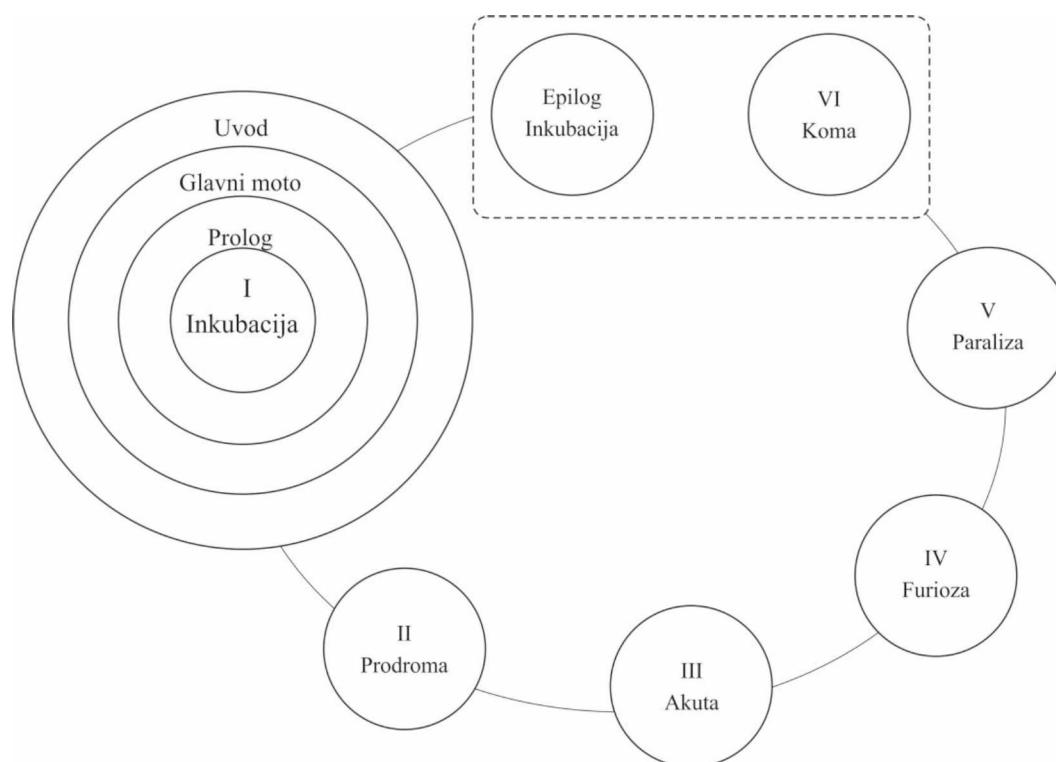 Uvod
Glavni moto
Prolog
I
Inkubacija
II
Prodroma
III
Akuta
IV
Furioza
V
Paraliza
VI
Koma
Epilog
Inkubacija